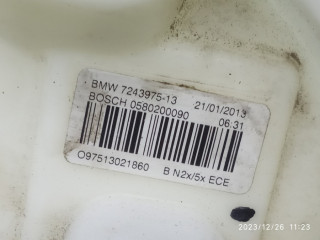 BMW 7243975-13 21/01/2013
BOSCH 0580200090 06:31
O97513021860 B N2x/5x ECE
2023/12/26 11:23